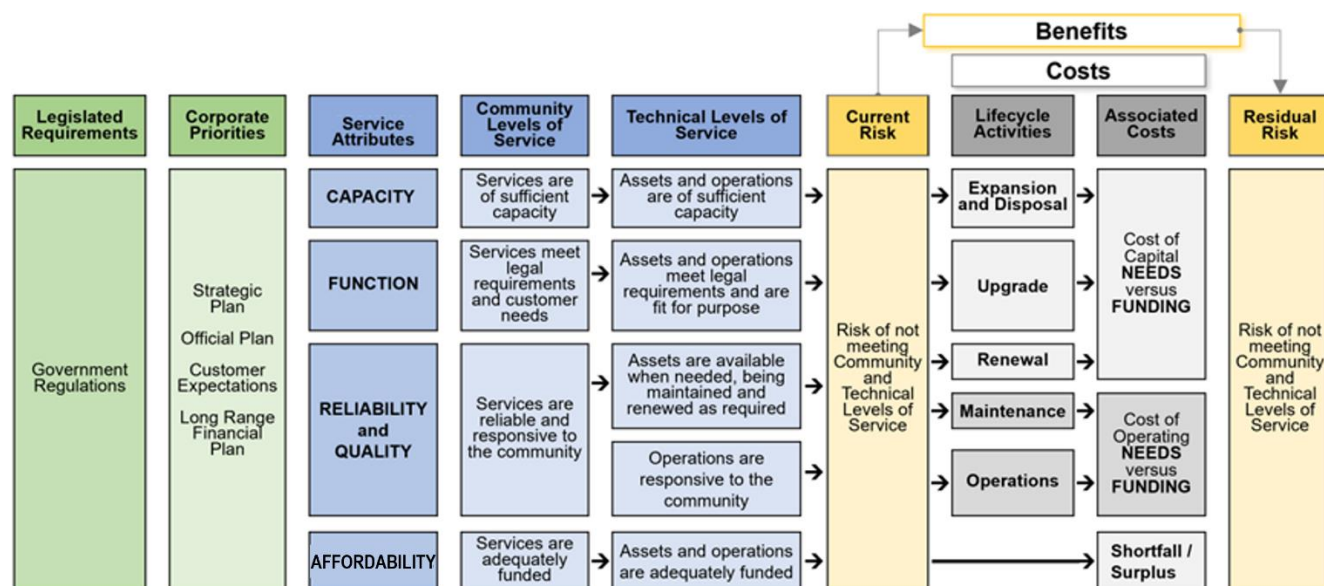 Benefits
Costs
Legislated
Requirements
Corporate
Priorities
Service
Attributes
Community
Levels of
Service
Technical Levels of
Service
Current
Risk
Lifecycle
Activities
Associated
Costs
Residual
Risk
Government
Regulations
Strategic
Plan
Official Plan
Customer
Expectations
Long Range
Financial
Plan
CAPACITY
Services are
of sufficient
capacity
Assets and operations
are of sufficient
capacity
FUNCTION
Services meet
legal
requirements
and customer
needs
Assets and operations
meet legal
requirements and are
fit for purpose
RELIABILITY
and
QUALITY
Services are
reliable and
responsive to
the community
Assets are available
when needed, being
maintained and
renewed as required
Operations are
responsive to the
community
AFFORDABILITY
Services are
adequately
funded
Assets and operations
are adequately funded
Risk of not
meeting
Community
and
Technical
Levels of
Service
Expansion
and Disposal
Upgrade
Renewal
Maintenance
Operations
Cost of
Capital
NEEDS
versus
FUNDING
Cost of
Operating
NEEDS
versus
FUNDING
Shortfall /
Surplus
Risk of not
meeting
Community
and
Technical
Levels of
Service